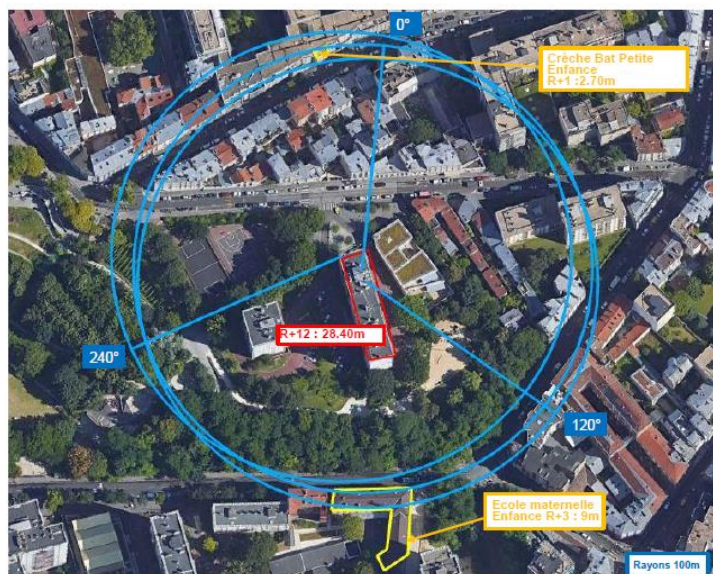 0°
Crèche Bat Petite
Enfance
R+1 :2.70m
R+12 : 28.40m
240°
120°
Ecole maternelle
Enfance R+3 : 9m
Rayons 100m